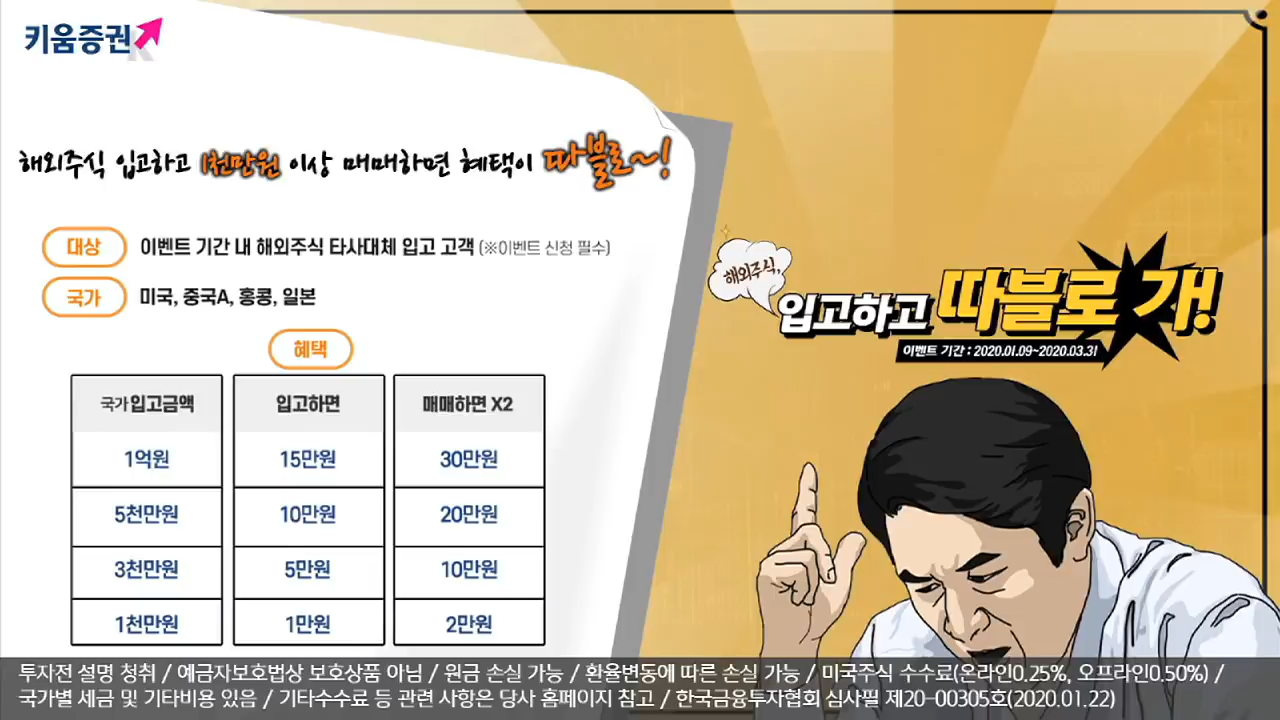 키움증권
해외주식 입고하고 1천만원 이상 매매하면 혜택이 따블로~!
대상 이벤트 기간 내 해외주식 타사대체 입고 고객 (※이벤트 신청 필수)
국가 미국, 중국A, 홍콩, 일본
혜택
국가입고금액 입고하면 매매하면 X2
1억원 15만원 30만원
5천만원 10만원 20만원
3천만원 5만원 10만원
1천만원 1만원 2만원
해외주식,
입고하고 따블로 가!
이벤트 기간 : 2020.01.09~2020.03.31
투자전 설명 청취 / 예금자보호법상 보호상품 아님 / 원금 손실 가능 / 환율변동에 따른 손실 가능 / 미국주식 수수료(온라인0.25%, 오프라인0.50%) /
국가별 세금 및 기타비용 있음 / 기타수수료 등 관련 사항은 당사 홈페이지 참고 / 한국금융투자협회 심사필 제20-00305호(2020.01.22)